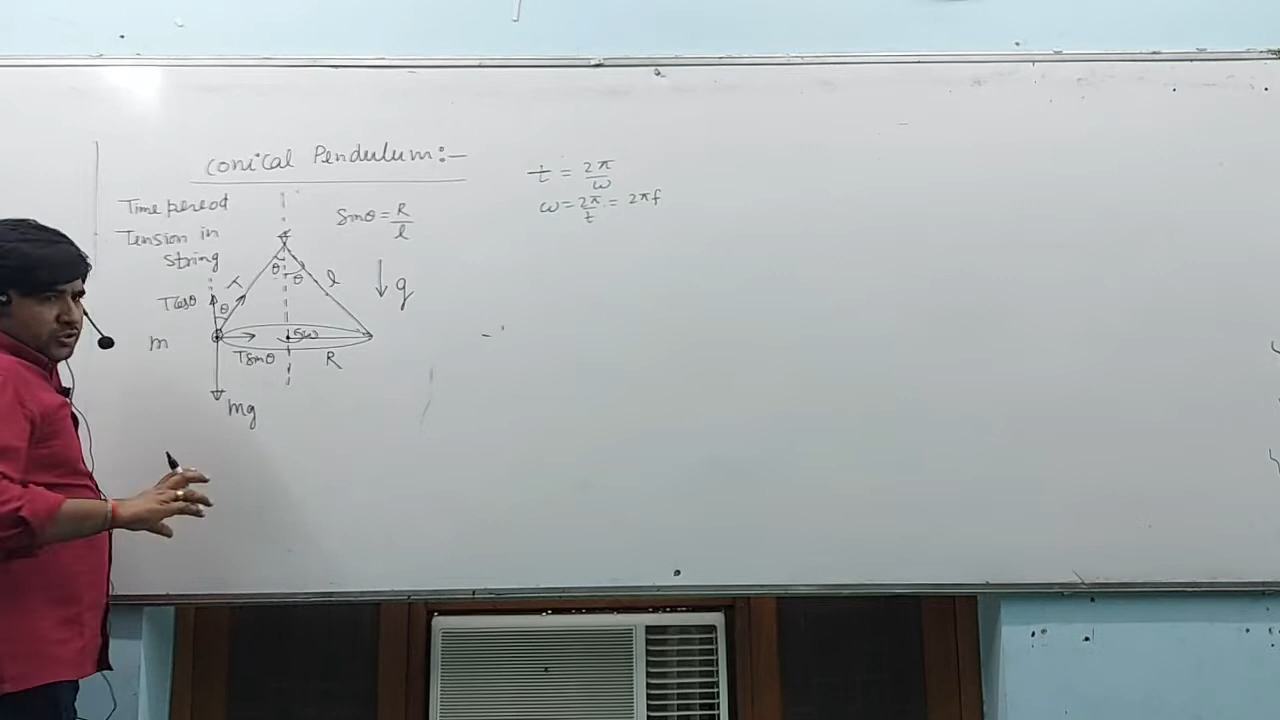 Conical Pendulum:-
Time period
Tension in
string
Sinθ = R/l
t = 2π/ω
ω = 2π/t = 2πf
θ
θ
l
T
Tcosθ
θ
g
m
ω
Tsinθ
R
mg